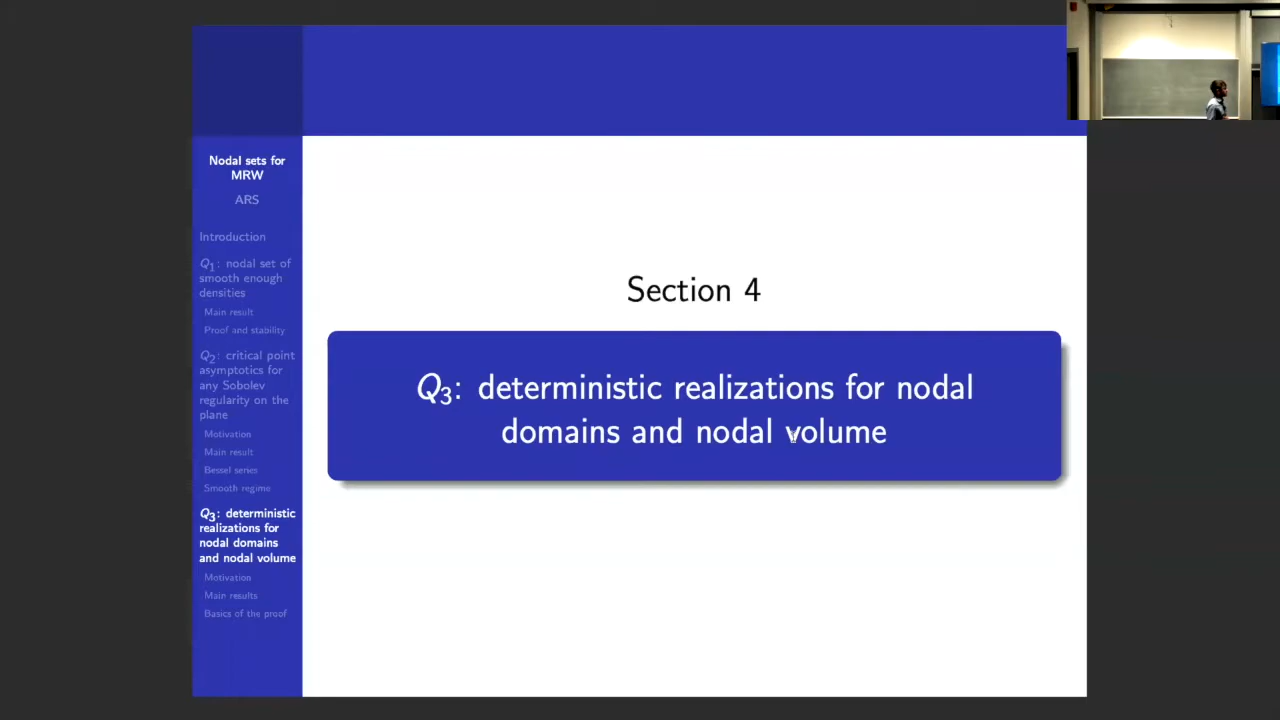 Nodal sets for
MRW
ARS
Introduction
Q3: nodal set of
smooth enough
densities
Main result
Proof and stability
Q2: critical point
asymptotics for
any Sobolev
regularity on the
plane
Motivation
Main result
Bessel series
Smooth regime
Q3: deterministic
realizations for
nodal domains
and nodal volume
Motivation
Main results
Basics of the proof
Section 4
Q3: deterministic realizations for nodal
domains and nodal volume